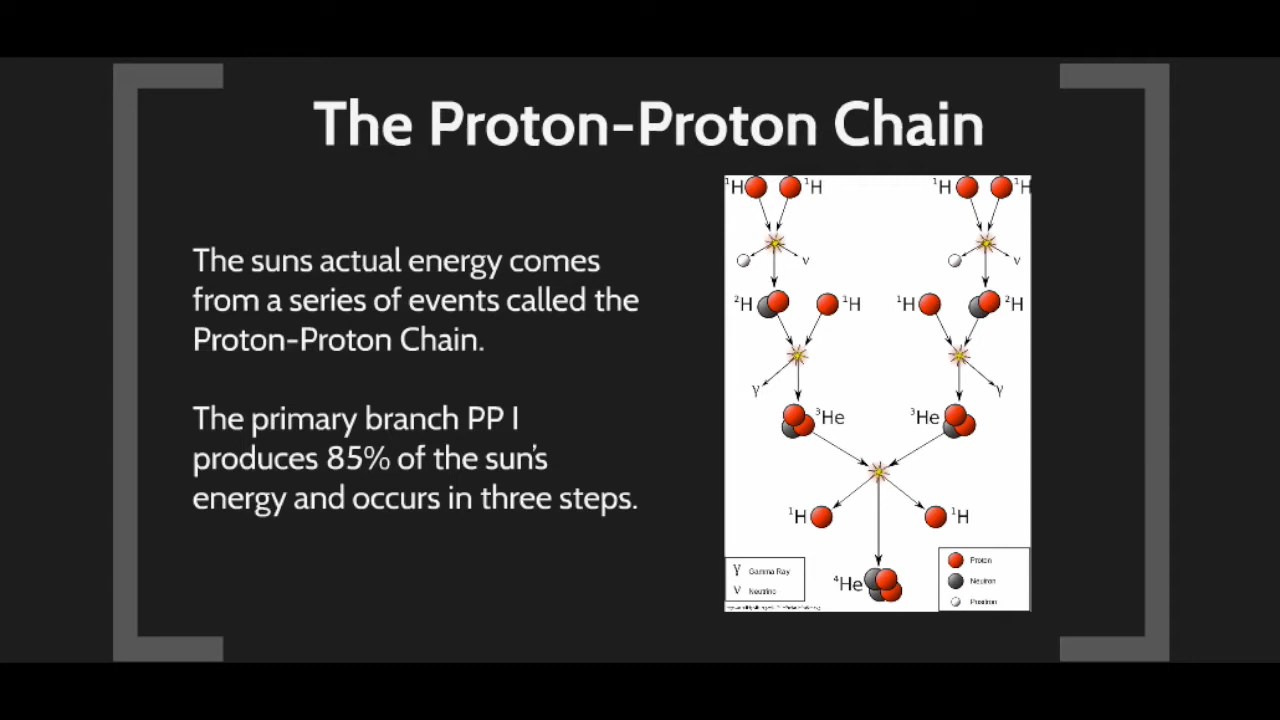 The Proton-Proton Chain
The suns actual energy comes
from a series of events called the
Proton-Proton Chain.
The primary branch PP I
produces 85% of the sun's
energy and occurs in three steps.
¹H ¹H ¹H ¹H
ν ν
²H ¹H ¹H ²H
γ γ
³He ³He
¹H ¹H
⁴He
γ Gamma Ray
ν Neutrino
Proton
Neutron
Positron